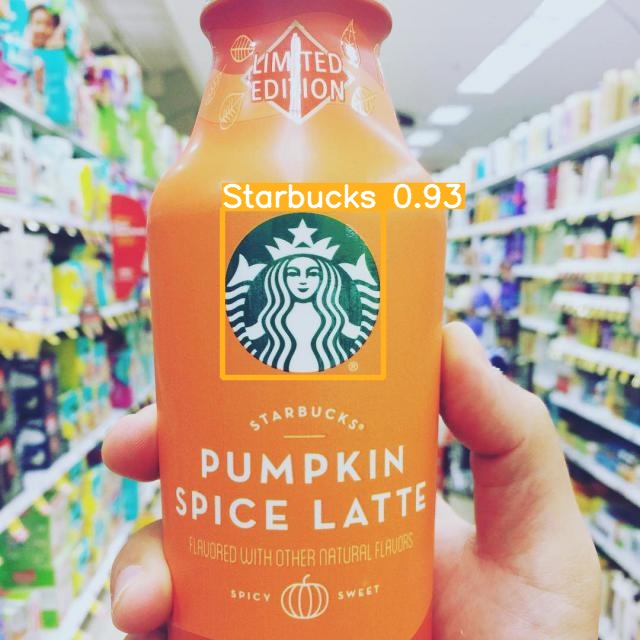 LIMITED
EDITION
Starbucks 0.93
®
STARBUCKS®
PUMPKIN
SPICE LATTE
FLAVORED WITH OTHER NATURAL FLAVORS
SPICY SWEET